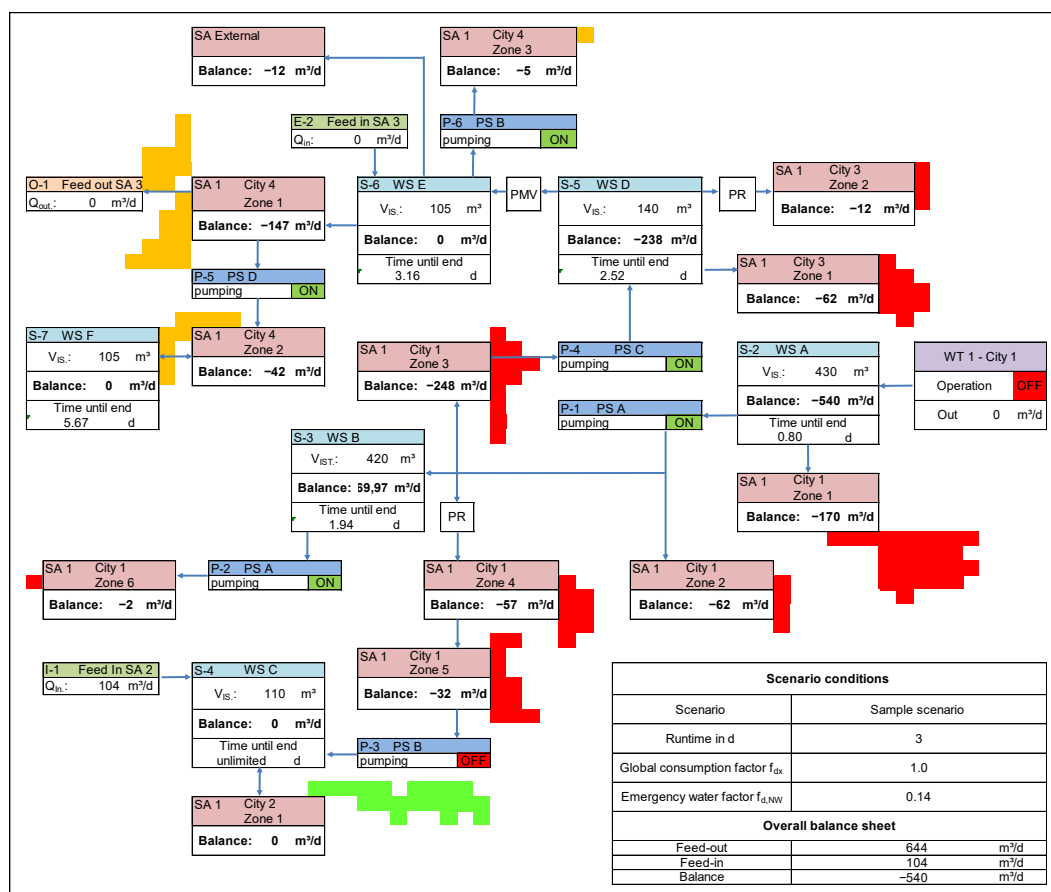 SA External
Balance: −12 m³/d
SA 1 City 4
Zone 3
Balance: −5 m³/d
E-2 Feed in SA 3
Qin: 0 m³/d
P-6 PS B
pumping ON
O-1 Feed out SA 3
Qout.: 0 m³/d
SA 1 City 4
Zone 1
Balance: −147 m³/d
S-6 WS E
VIS.: 105 m³
Balance: 0 m³/d
Time until end
3.16 d
PMV
S-5 WS D
VIS.: 140 m³
Balance: −238 m³/d
Time until end
2.52 d
PR
SA 1 City 3
Zone 2
Balance: −12 m³/d
SA 1 City 3
Zone 1
Balance: −62 m³/d
P-5 PS D
pumping ON
S-7 WS F
VIS.: 105 m³
Balance: 0 m³/d
Time until end
5.67 d
SA 1 City 4
Zone 2
Balance: −42 m³/d
SA 1 City 1
Zone 3
Balance: −248 m³/d
P-4 PS C
pumping ON
S-2 WS A
VIS.: 430 m³
Balance: −540 m³/d
Time until end
0.80 d
WT 1 - City 1
Operation OFF
Out 0 m³/d
P-1 PS A
pumping ON
S-3 WS B
VIST.: 420 m³
Balance: 69,97 m³/d
Time until end
1.94 d
PR
SA 1 City 1
Zone 1
Balance: −170 m³/d
SA 1 City 1
Zone 6
Balance: −2 m³/d
P-2 PS A
pumping ON
SA 1 City 1
Zone 4
Balance: −57 m³/d
SA 1 City 1
Zone 2
Balance: −62 m³/d
I-1 Feed In SA 2
QIn.: 104 m³/d
S-4 WS C
VIS.: 110 m³
Balance: 0 m³/d
Time until end
unlimited d
SA 1 City 1
Zone 5
Balance: −32 m³/d
P-3 PS B
pumping OFF
SA 1 City 2
Zone 1
Balance: 0 m³/d
Scenario conditions
Scenario Sample scenario
Runtime in d 3
Global consumption factor fdx 1.0
Emergency water factor fd,NW 0.14
Overall balance sheet
Feed-out 644 m³/d
Feed-in 104 m³/d
Balance −540 m³/d